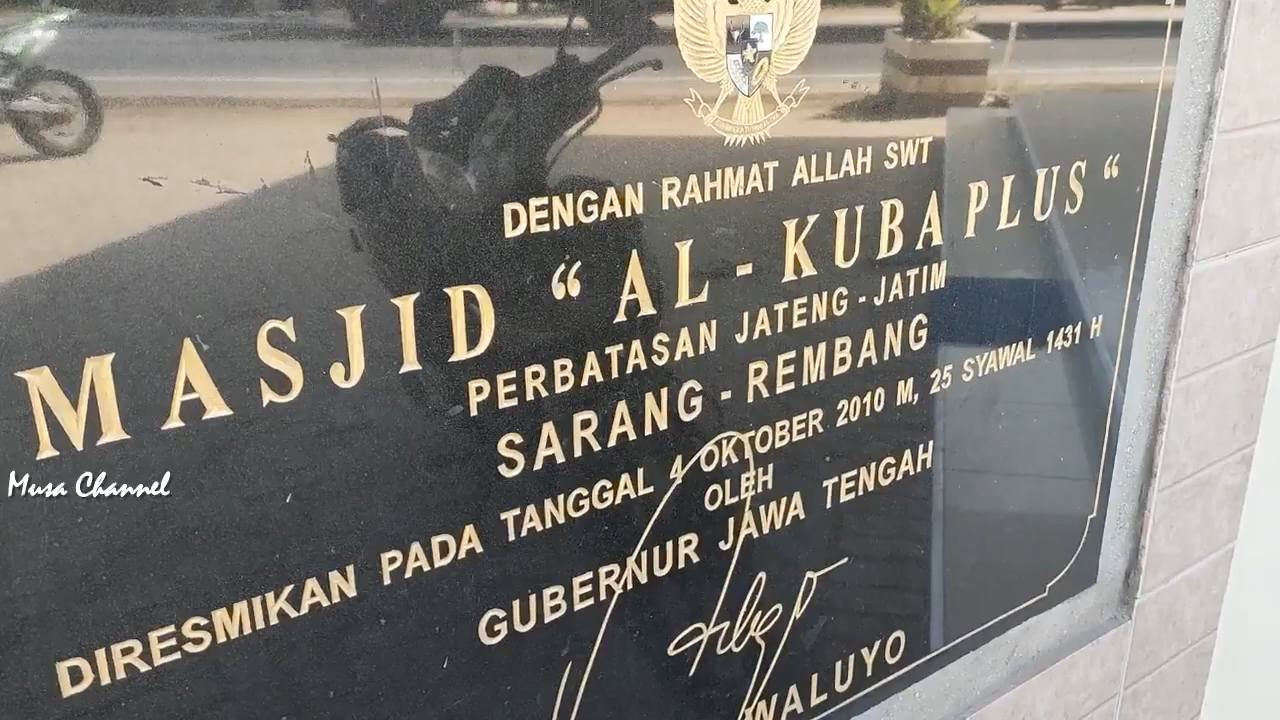 DENGAN RAHMAT ALLAH SWT
MASJID “ AL - KUBA PLUS “
PERBATASAN JATENG - JATIM
SARANG - REMBANG
DIRESMIKAN PADA TANGGAL 4 OKTOBER 2010 M, 25 SYAWAL 1431 H
OLEH
GUBERNUR JAWA TENGAH
WALUYO
Musa Channel